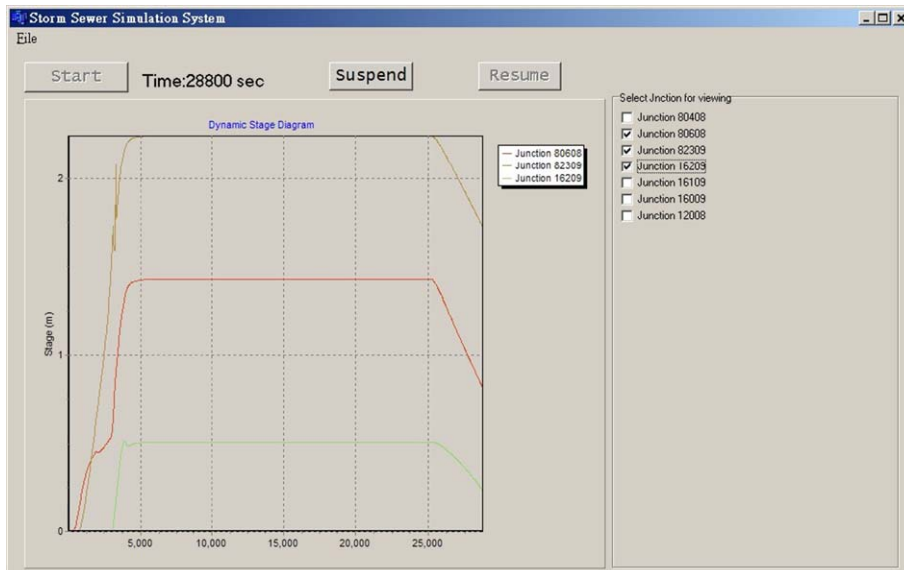 Storm Sewer Simulation System
File
Start
Time:28800 sec
Suspend
Resume
Dynamic Stage Diagram
Stage (m)
2
1
0
5,000
10,000
15,000
20,000
25,000
Junction 80608
Junction 82309
Junction 16209
Select Jnction for viewing
Junction 80408
Junction 80608
Junction 82309
Junction 16209
Junction 16109
Junction 16009
Junction 12008